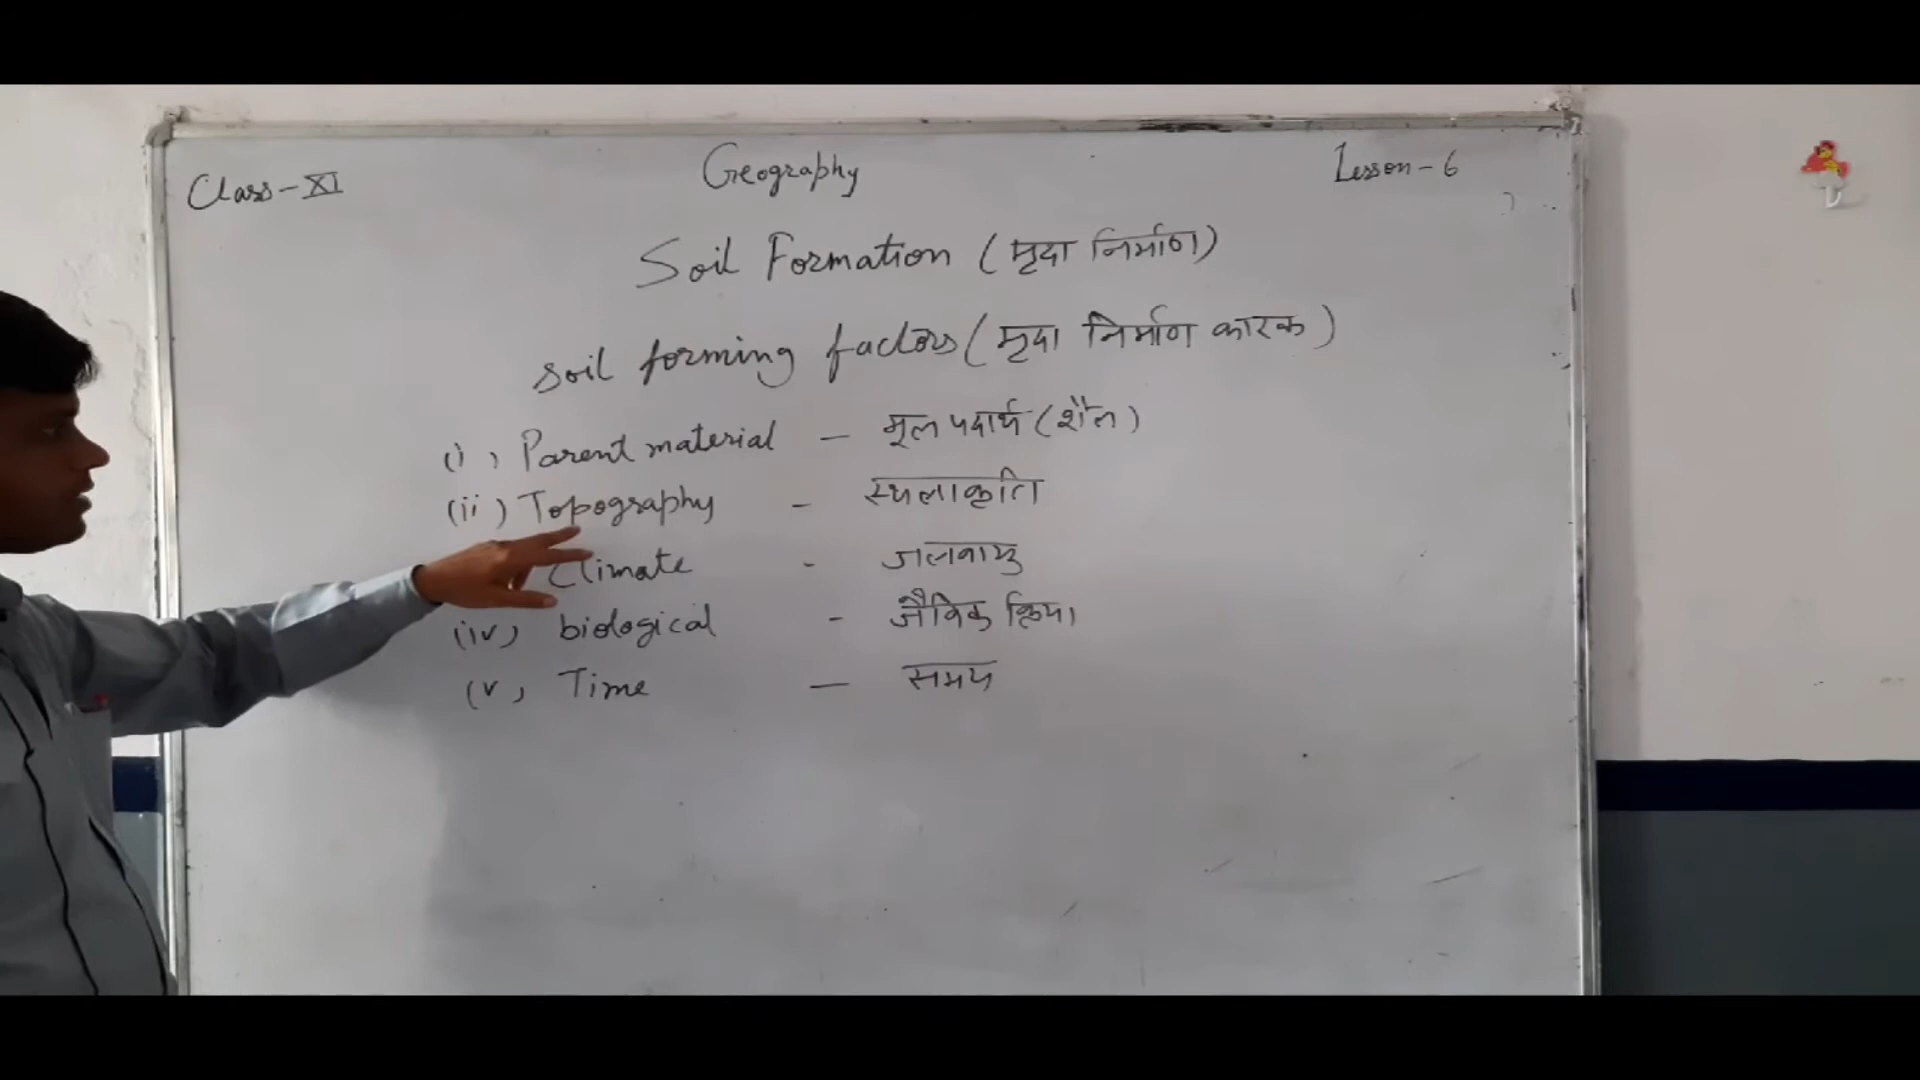 Class-XI Geography Lesson-6
Soil Formation (मृदा निर्माण)
soil forming factors (मृदा निर्माण कारक)
(i) Parent material - मूल पदार्थ (शैल)
(ii) Topography - स्थलाकृति
Climate - जलवायु
(iv) biological - जैविक क्रिया
(v) Time - समय